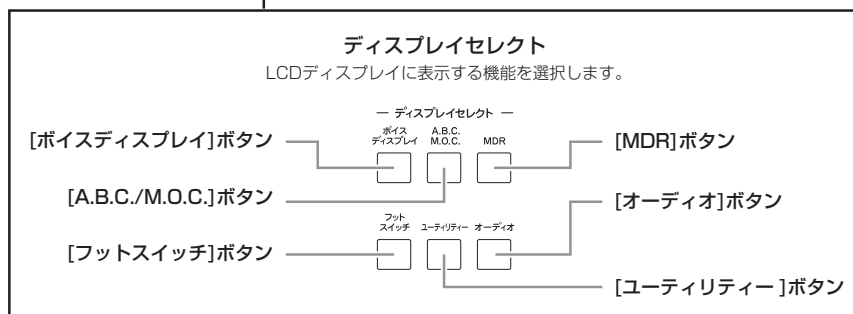 ディスプレイセレクト
LCDディスプレイに表示する機能を選択します。
— ディスプレイセレクト —
ボイス
ディスプレイ
A.B.C.
M.O.C.
MDR
[ボイスディスプレイ]ボタン
[MDR]ボタン
[A.B.C./M.O.C.]ボタン
[オーディオ]ボタン
フット
スイッチ
ユーティリティー
オーディオ
[フットスイッチ]ボタン
[ユーティリティー ]ボタン